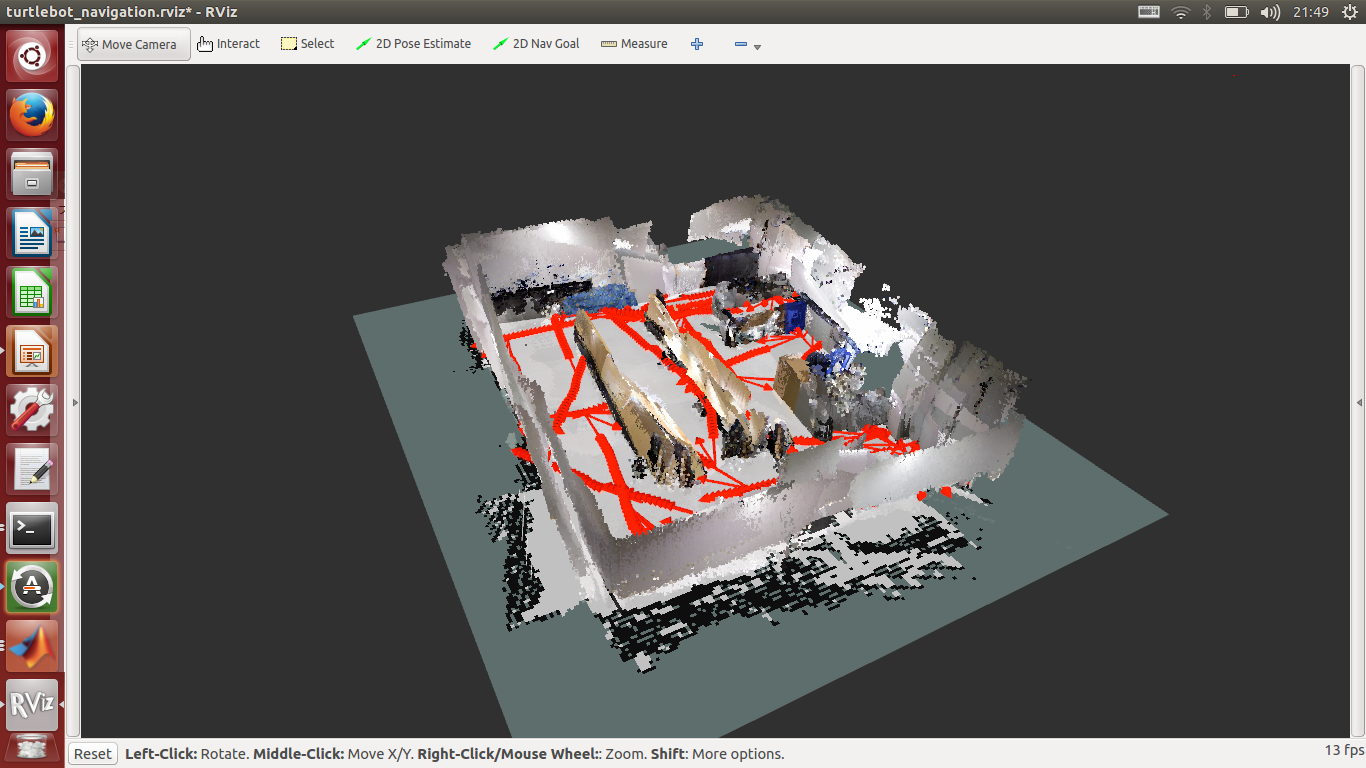 turtlebot_navigation.rviz* - RViz
21:49
Move Camera
Interact
Select
2D Pose Estimate
2D Nav Goal
Measure
RViz
Reset
Left-Click: Rotate. Middle-Click: Move X/Y. Right-Click/Mouse Wheel:: Zoom. Shift: More options.
13 fps